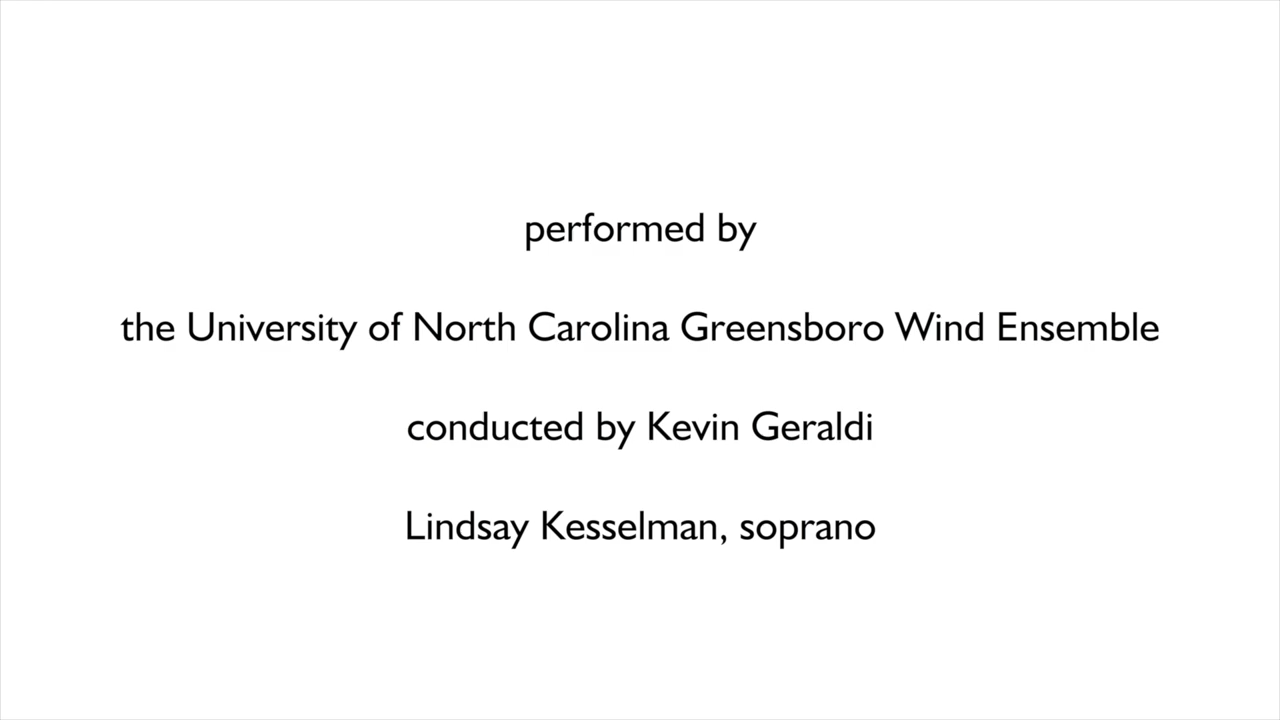 performed by
the University of North Carolina Greensboro Wind Ensemble
conducted by Kevin Geraldi
Lindsay Kesselman, soprano